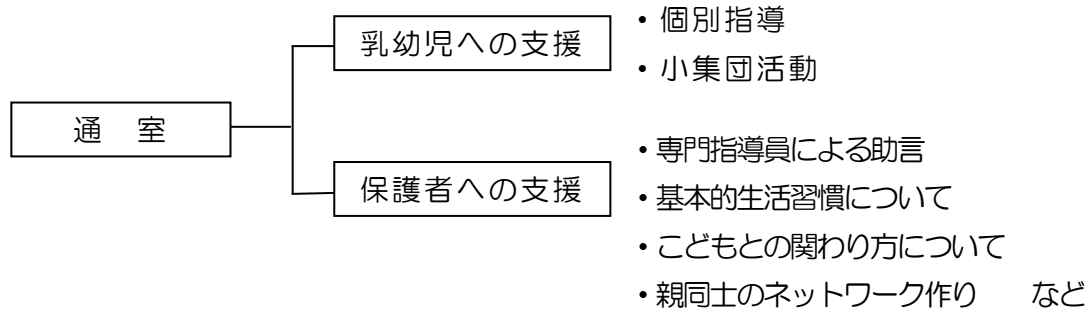 乳幼児への支援
・個別指導
・小集団活動
通 室
保護者への支援
・専門指導員による助言
・基本的生活習慣について
・こどもとの関わり方について
・親同士のネットワーク作り など